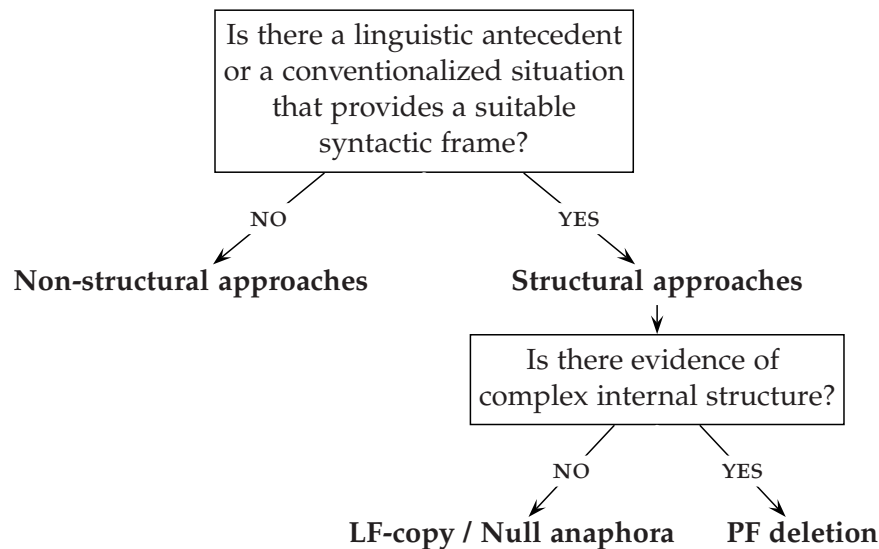 Is there a linguistic antecedent
or a conventionalized situation
that provides a suitable
syntactic frame?
NO
YES
Non-structural approaches
Structural approaches
Is there evidence of
complex internal structure?
NO
YES
LF-copy / Null anaphora
PF deletion